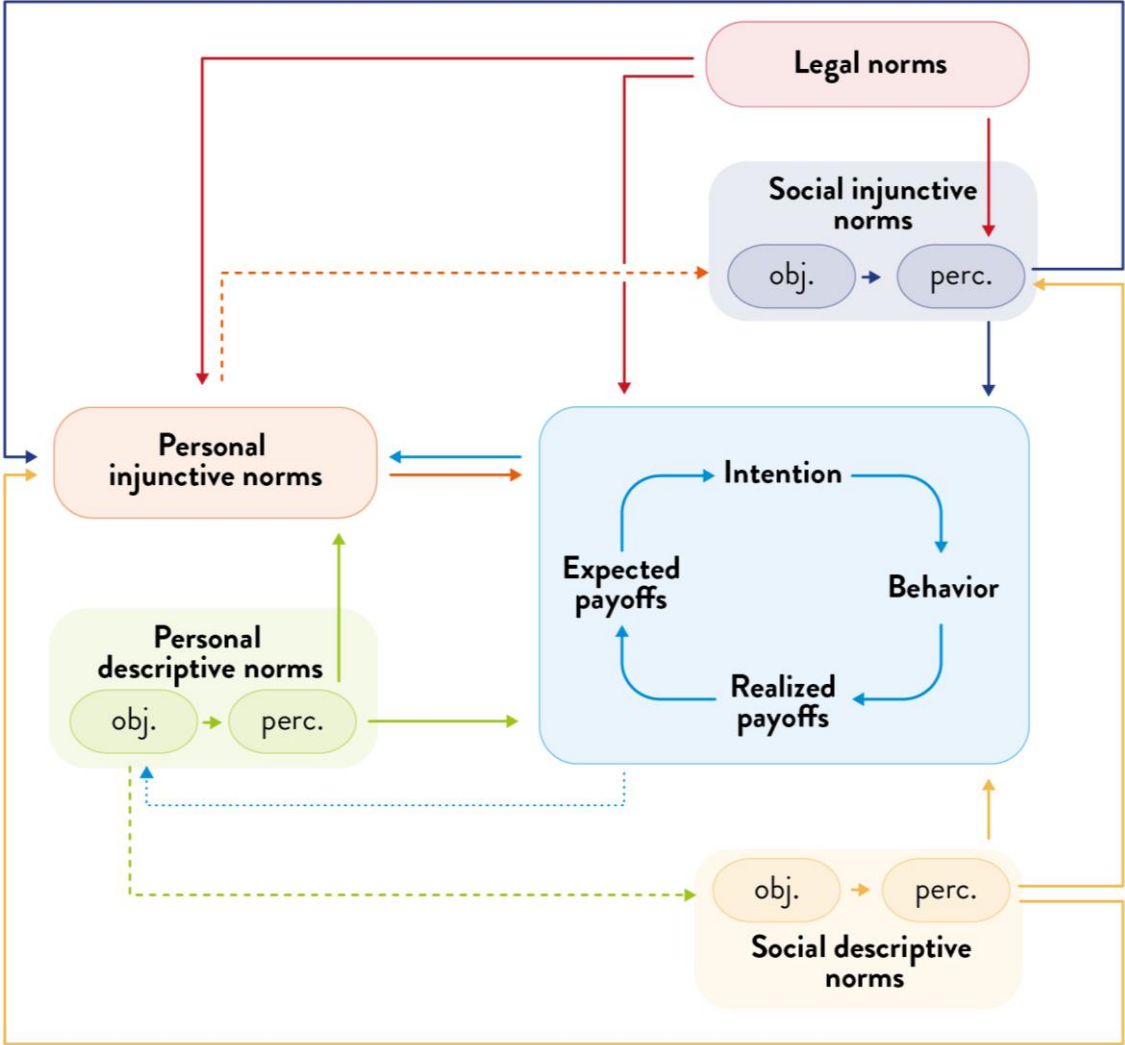 Legal norms
Social injunctive
norms
obj.
perc.
Personal
injunctive norms
Intention
Expected
payoffs
Behavior
Realized
payoffs
Personal
descriptive norms
obj.
perc.
obj.
perc.
Social descriptive
norms